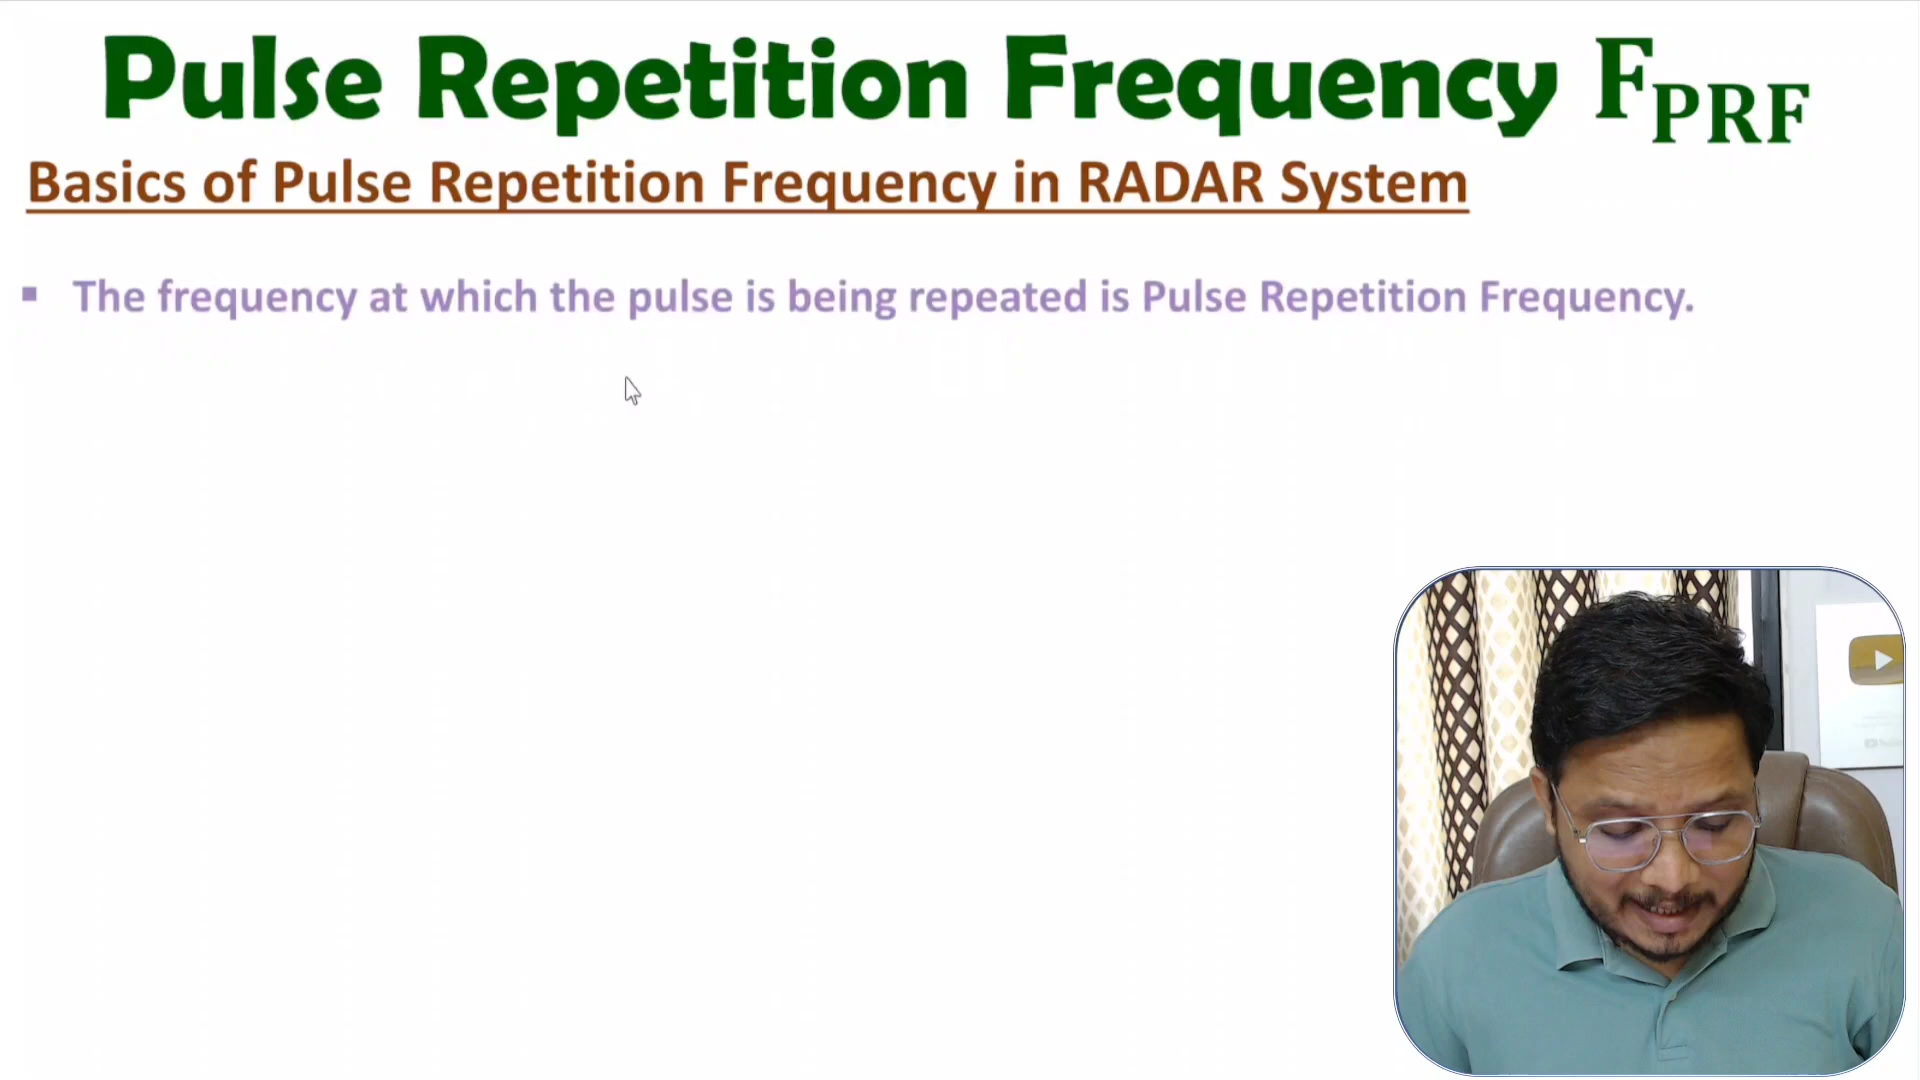 Pulse Repetition Frequency F_PRF
Basics of Pulse Repetition Frequency in RADAR System
▪ The frequency at which the pulse is being repeated is Pulse Repetition Frequency.